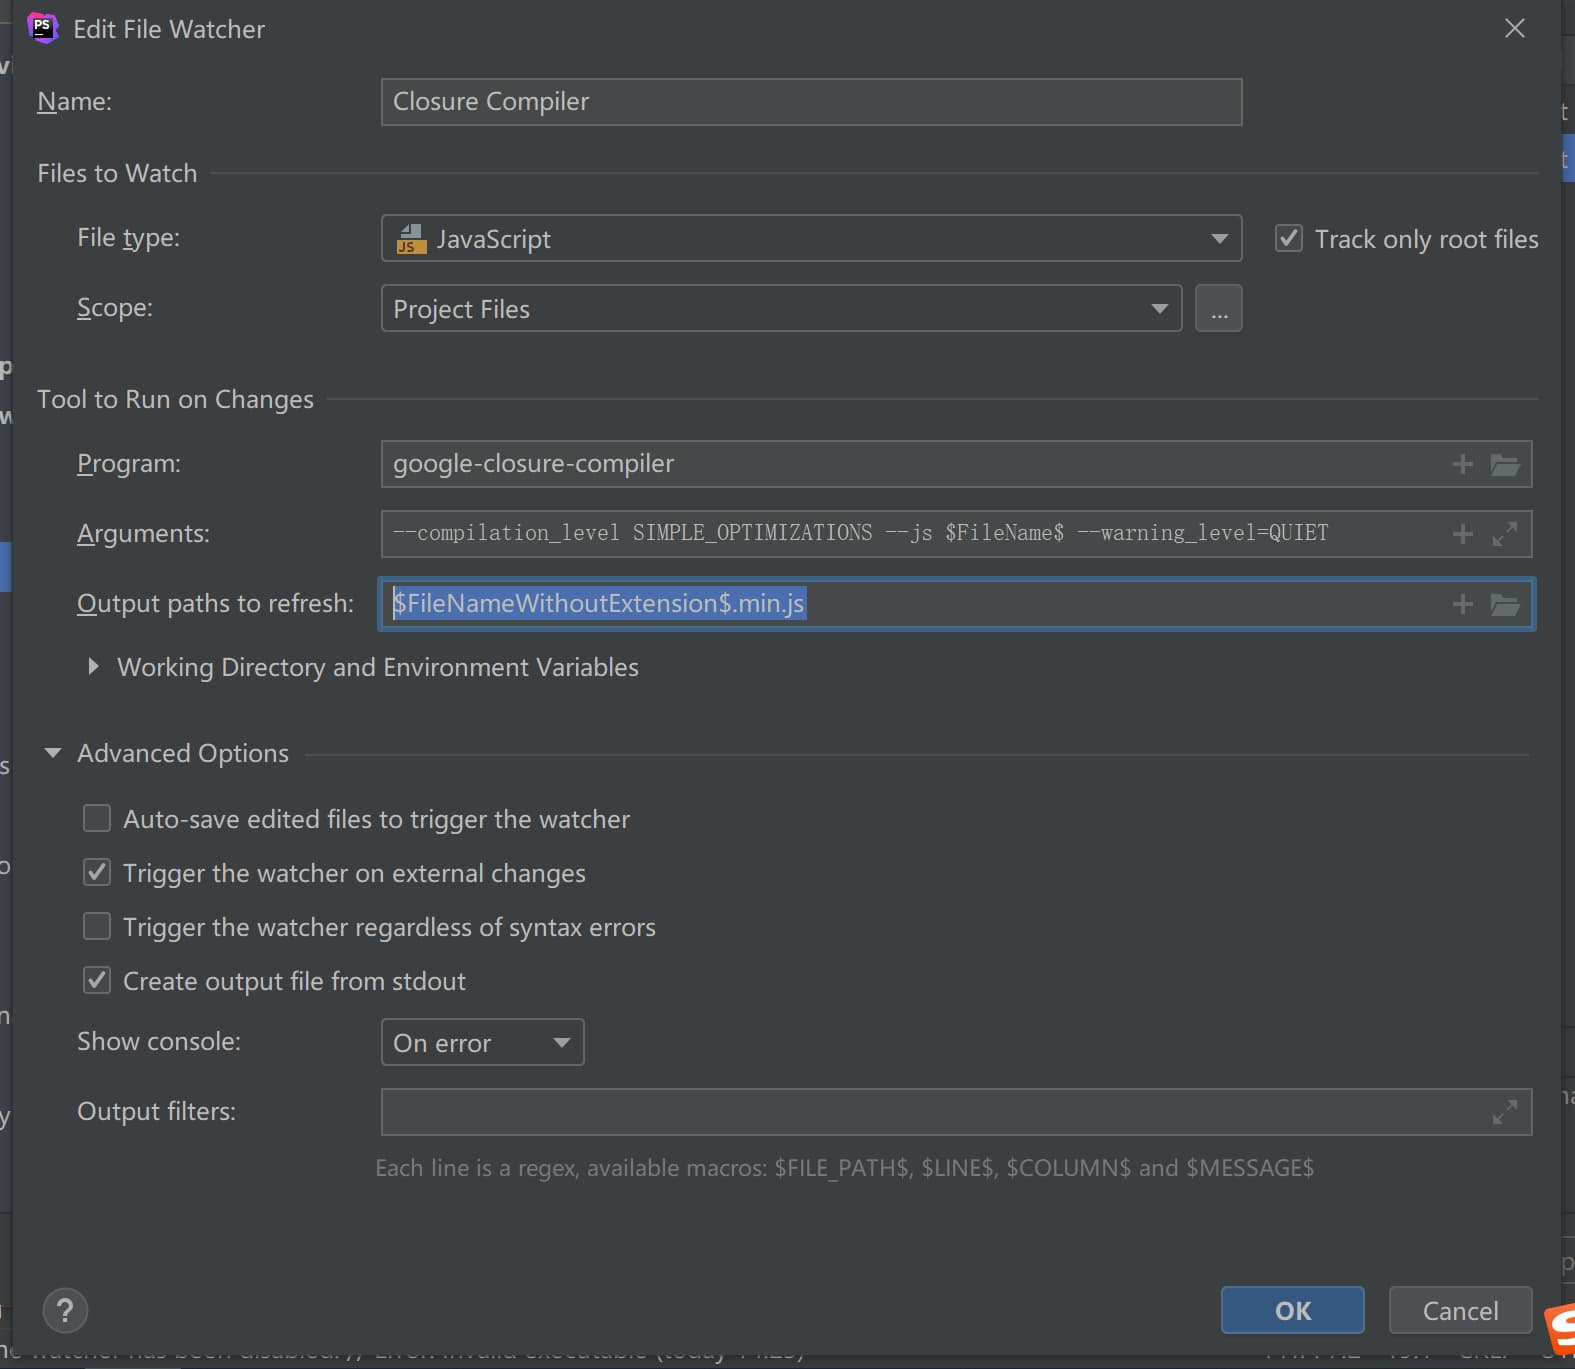 PS Edit File Watcher
Name: Closure Compiler
Files to Watch
File type: JS JavaScript Track only root files
Scope: Project Files ...
Tool to Run on Changes
Program: google-closure-compiler
Arguments: --compilation_level SIMPLE_OPTIMIZATIONS --js $FileName$ --warning_level=QUIET
Output paths to refresh: $FileNameWithoutExtension$.min.js
Working Directory and Environment Variables
Advanced Options
Auto-save edited files to trigger the watcher
Trigger the watcher on external changes
Trigger the watcher regardless of syntax errors
Create output file from stdout
Show console: On error
Output filters:
Each line is a regex, available macros: $FILE_PATH$, $LINE$, $COLUMN$ and $MESSAGE$
? OK Cancel